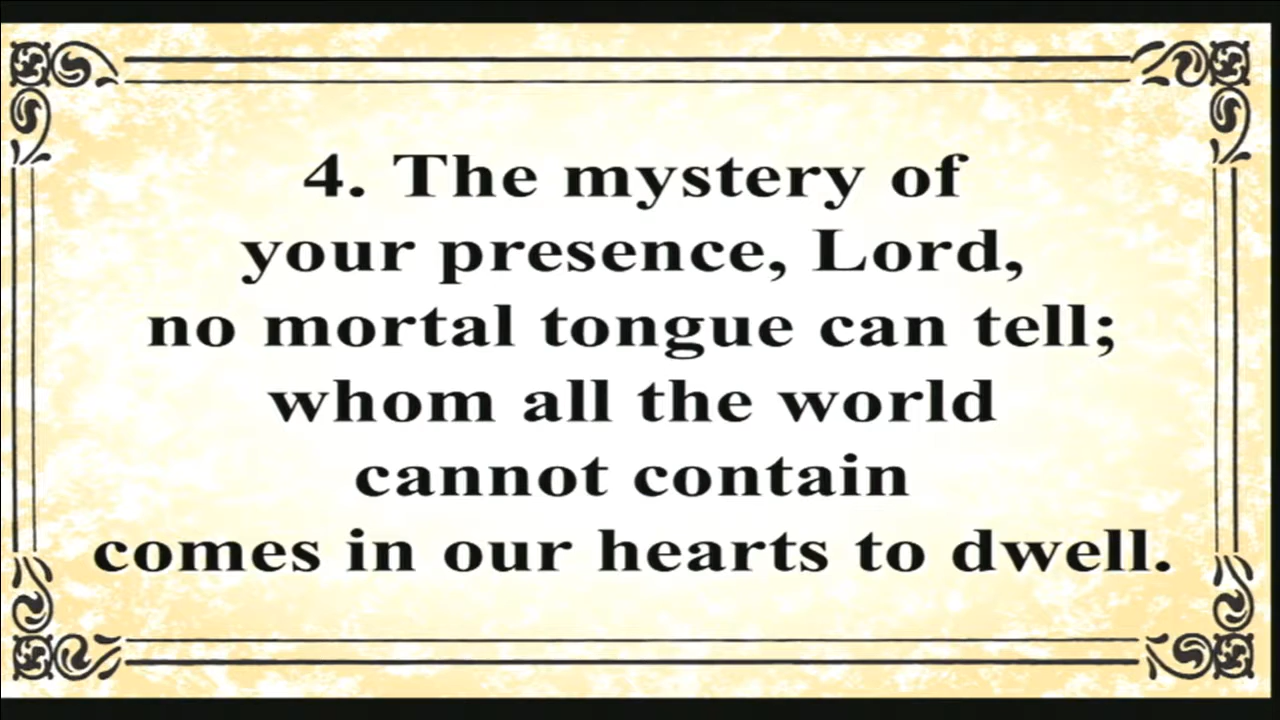 4. The mystery of
your presence, Lord,
no mortal tongue can tell;
whom all the world
cannot contain
comes in our hearts to dwell.